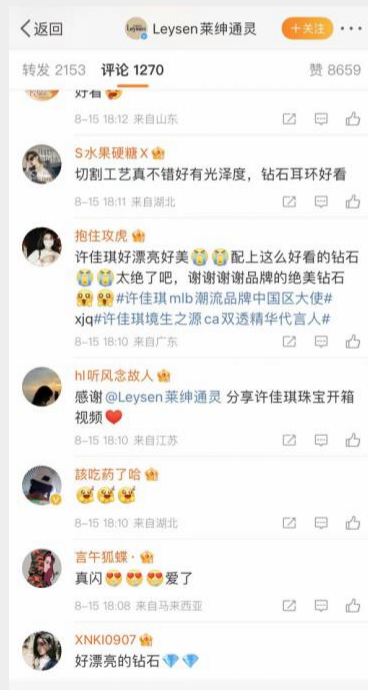 返回
Leysen莱绅通灵
+关注
转发 2153
评论 1270
赞 8659
好看
8-15 18:12 来自山东
S水果硬糖X
切割工艺真不错好有光泽度，钻石耳环好看
8-15 18:11 来自湖北
抱住攻虎
许佳琪好漂亮好美😭😭配上这么好看的钻石
😭😭太绝了吧，谢谢谢谢品牌的绝美钻石
😱😱#许佳琪mlb潮流品牌中国区大使#
xjq#许佳琪境生之源ca双透精华代言人#
8-15 18:10 来自广东
hl听风念故人
感谢@Leysen莱绅通灵 分享许佳琪珠宝开箱
视频❤️
8-15 18:10 来自江苏
該吃葯了哈
8-15 18:10 来自湖北
言午狐蝶·
真闪😍😍😍爱了
8-15 18:08 来自马来西亚
XNKI0907
好漂亮的钻石💎💎